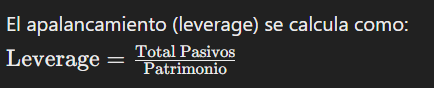 El apalancamiento (leverage) se calcula como:
Leverage = Total Pasivos / Patrimonio